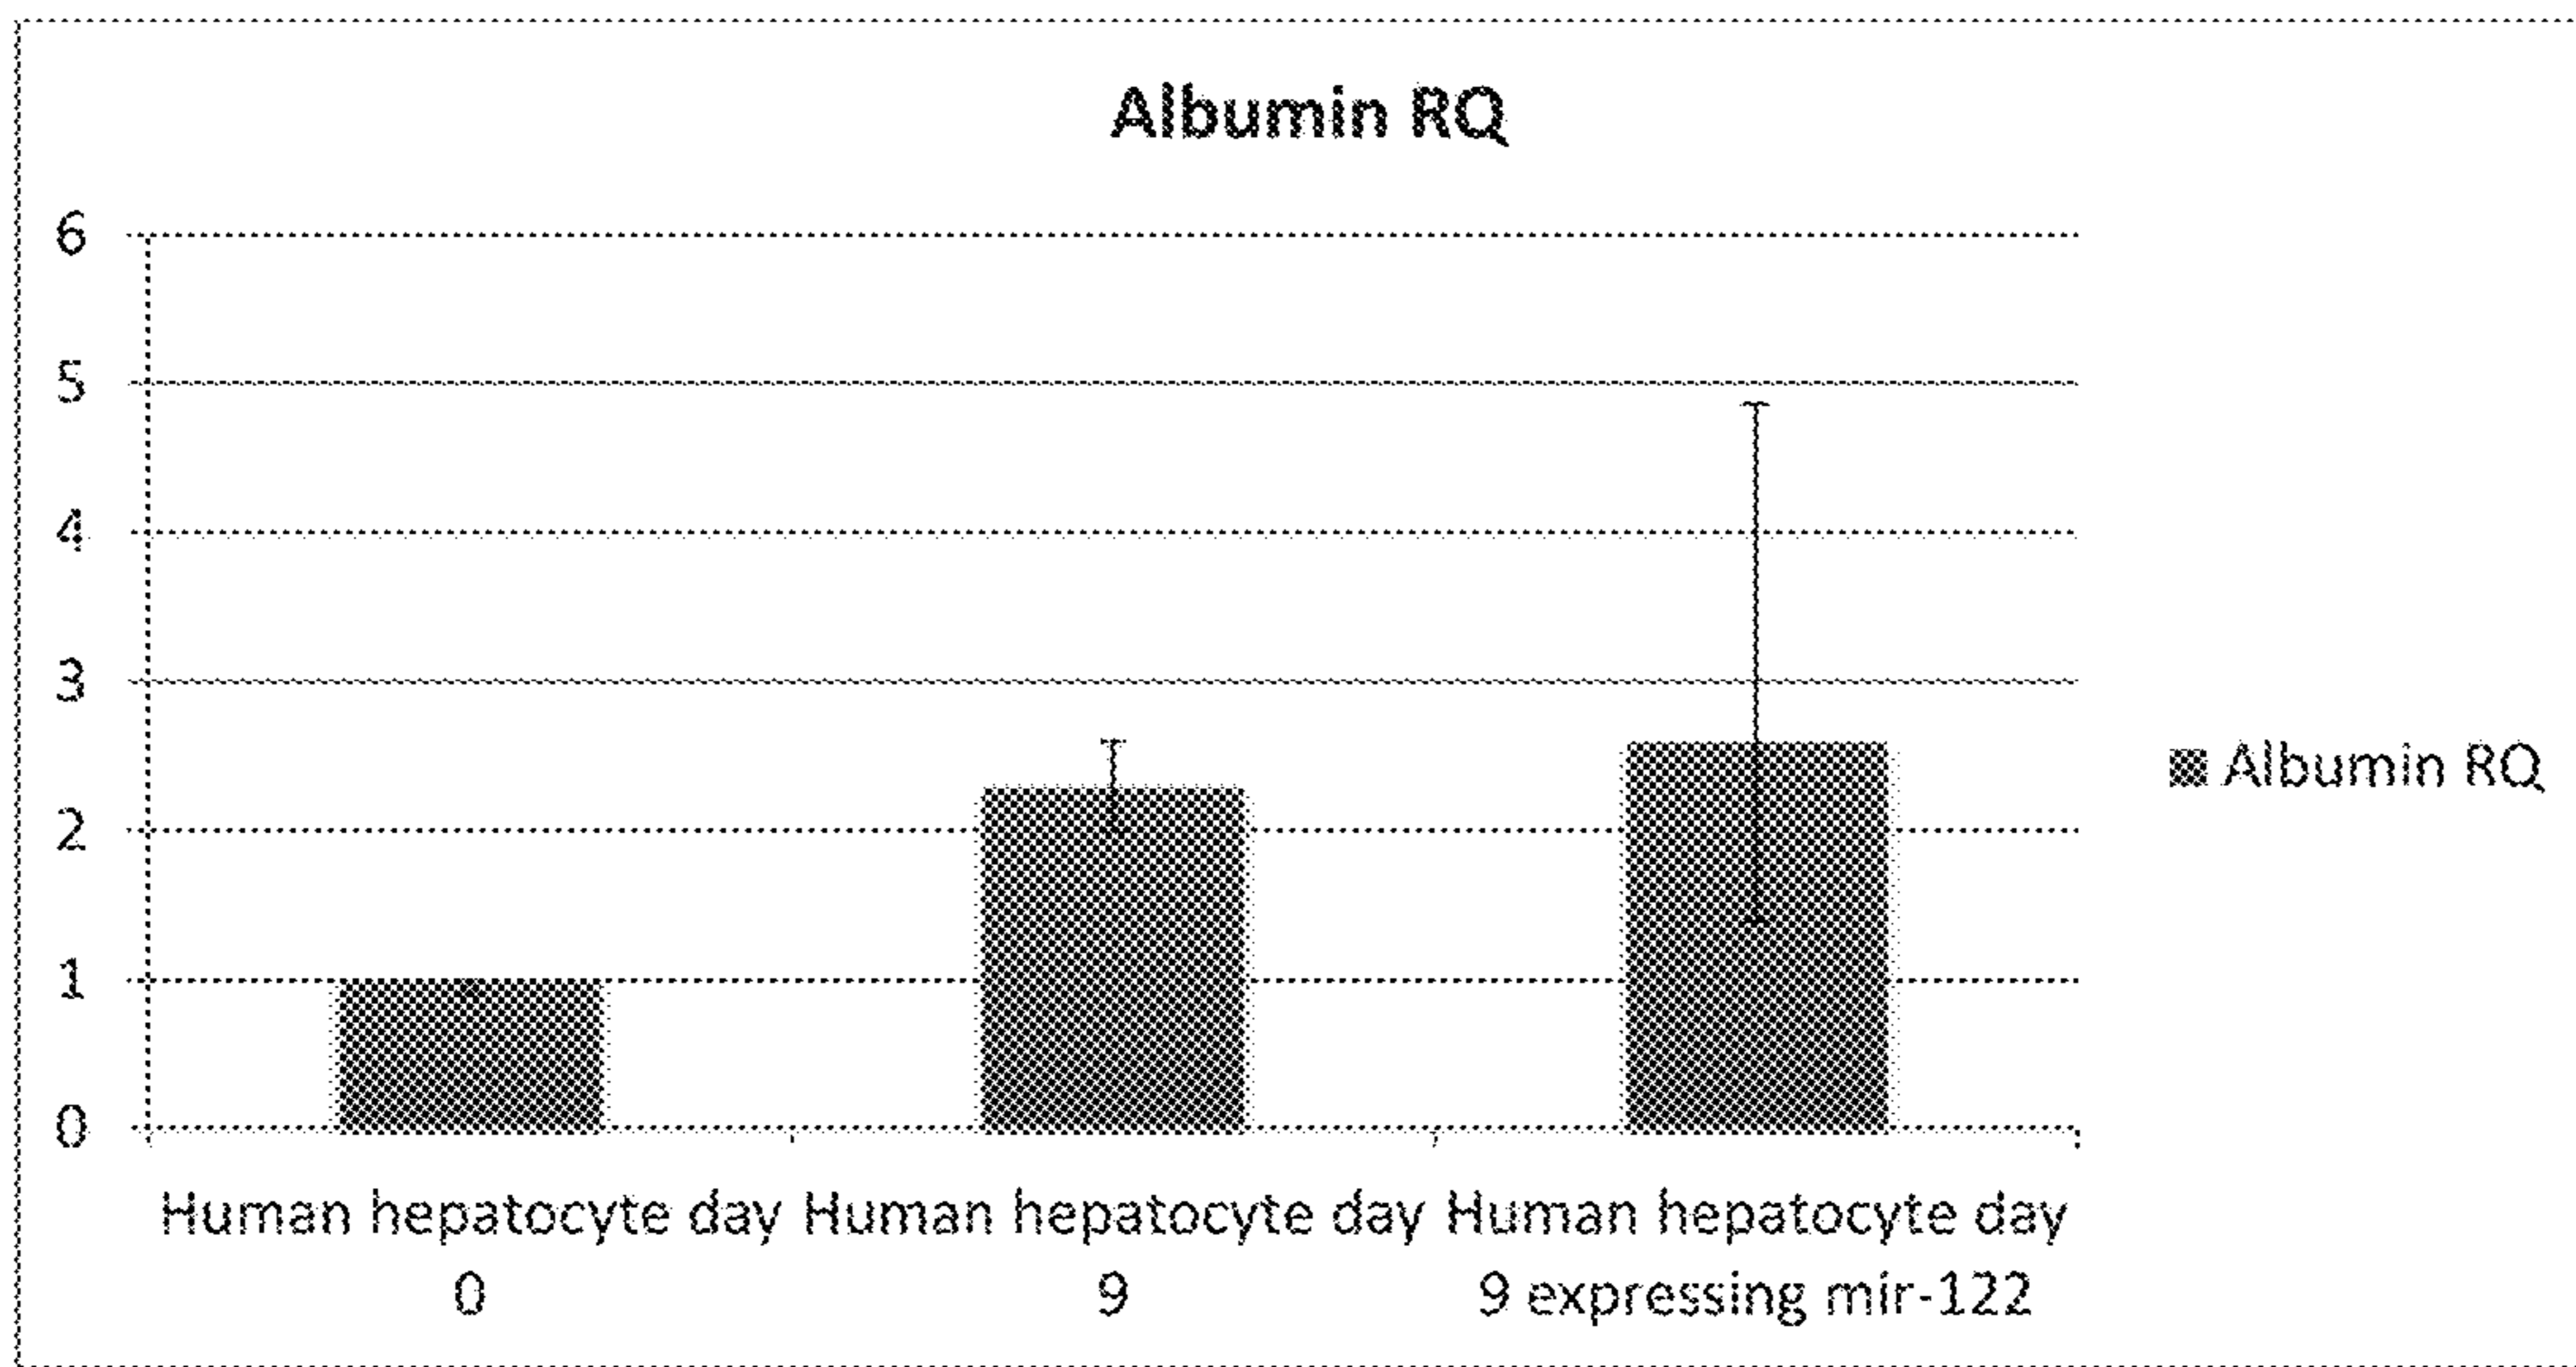 Albumin RQ
6
5
4
3
2
1
0
Albumin RQ
Human hepatocyte day Human hepatocyte day Human hepatocyte day
0 9 9 expressing mir-122